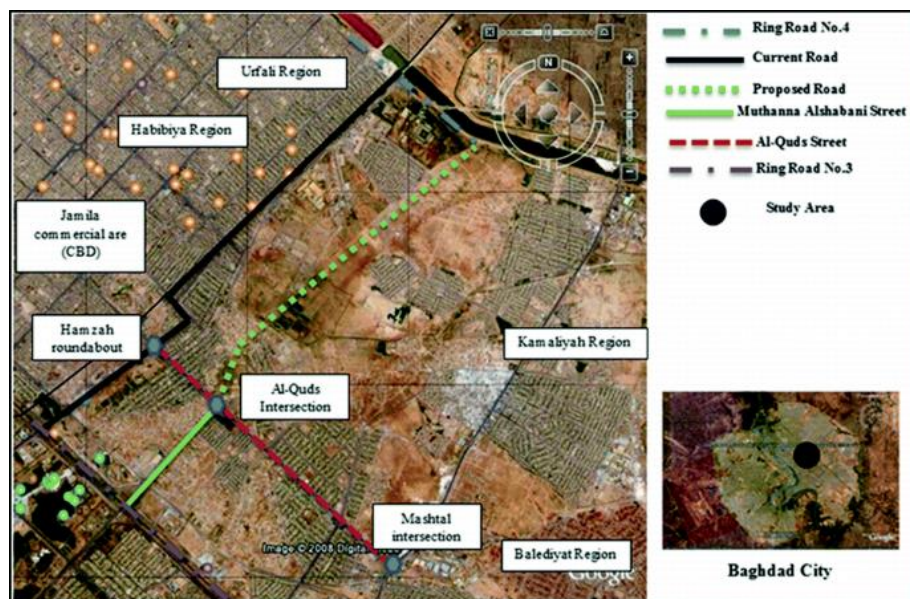 Urfali Region
Habibiya Region
Jamila
commercial are
(CBD)
Hamzah
roundabout
Al-Quds
Intersection
Kamaliyah Region
Mashtal
intersection
Balediyat Region
Image © 2008 Digital
Google
N
Ring Road No.4
Current Road
Proposed Road
Muthanna Alshabani Street
Al-Quds Street
Ring Road No.3
Study Area
Google
Baghdad City